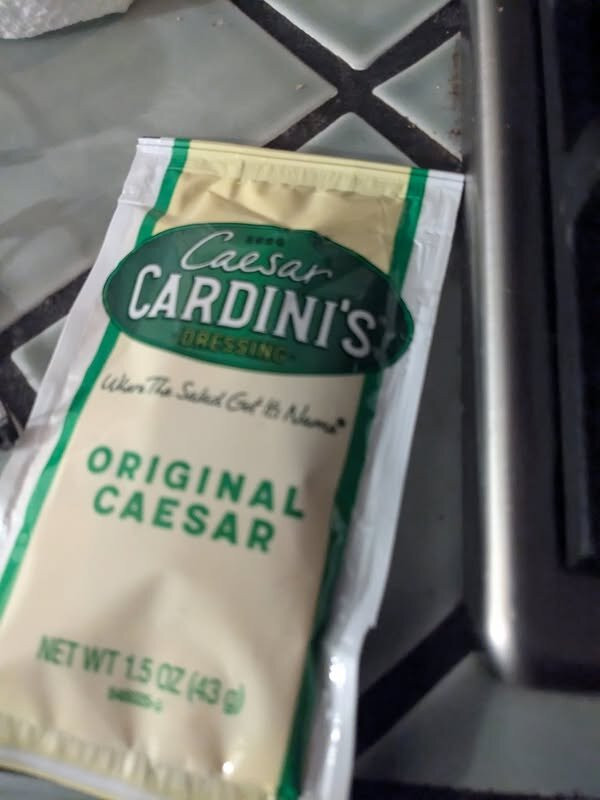 Caesar
CARDINI'S
DRESSING
Where The Salad Got Its Name®
ORIGINAL
CAESAR
NET WT 1.5 OZ (43 g)